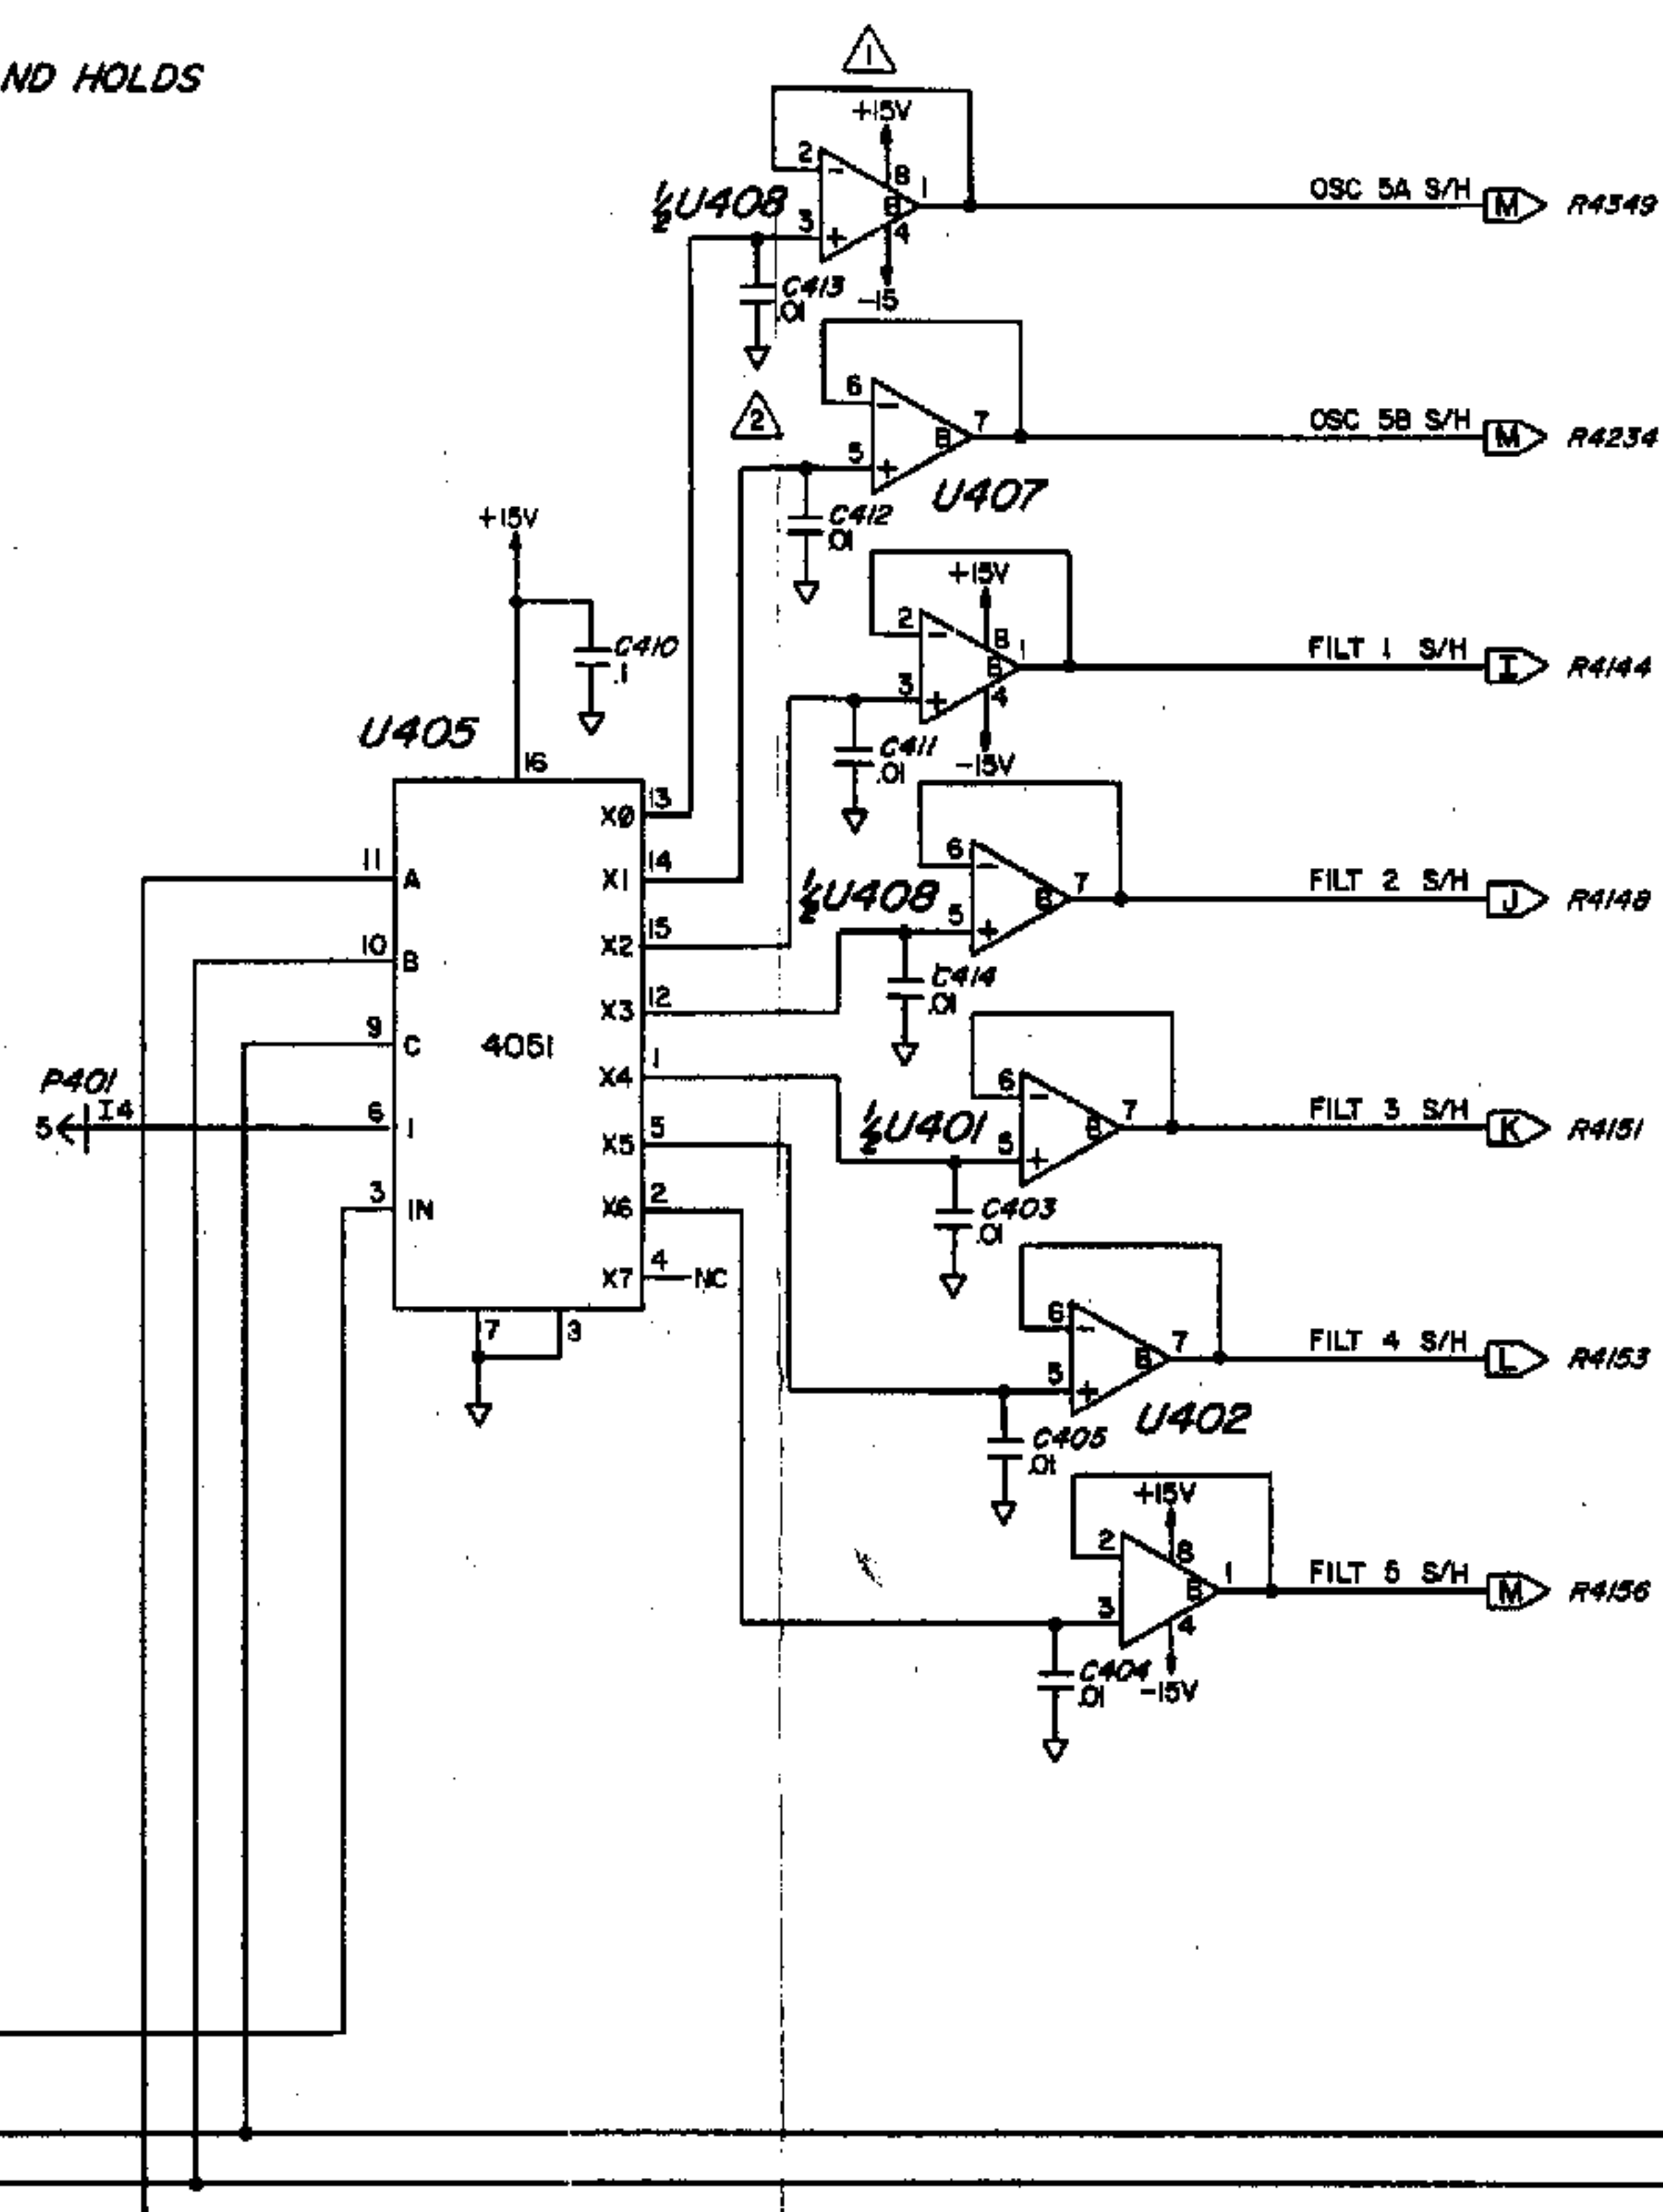 ND HOLDS
1
+15V
2
-
8
1
½U408
B
3
+
4
-15
C413
.01
OSC 5A S/H
M
R4349
2
6
-
7
B
5
+
U407
C412
.01
OSC 5B S/H
M
R4234
+15V
C410
.1
+15V
2
-
8
1
B
3
+
4
-15V
C411
.01
FILT 1 S/H
I
R4144
U405
16
X0
13
11
A
X1
14
10
B
X2
15
9
C
4051
X3
12
X4
1
P401
5
I4
6
I
X5
5
3
IN
X6
2
X7
4
NC
7
8
6
-
7
½U408
B
5
+
C414
.01
FILT 2 S/H
J
R4148
6
-
7
½U401
B
5
+
C403
.01
FILT 3 S/H
K
R4151
6
-
7
B
5
+
U402
C405
.01
FILT 4 S/H
L
R4153
+15V
2
8
1
B
3
4
-15V
C404
.01
FILT 5 S/H
M
R4156